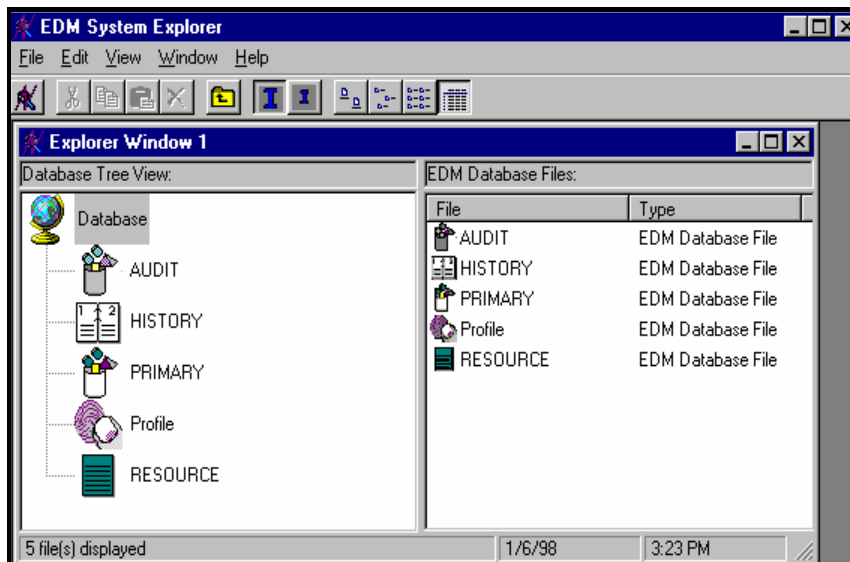 EDM System Explorer
File Edit View Window Help
Explorer Window 1
Database Tree View:
Database
AUDIT
HISTORY
PRIMARY
Profile
RESOURCE
EDM Database Files:
File Type
AUDIT EDM Database File
HISTORY EDM Database File
PRIMARY EDM Database File
Profile EDM Database File
RESOURCE EDM Database File
5 file(s) displayed 1/6/98 3:23 PM